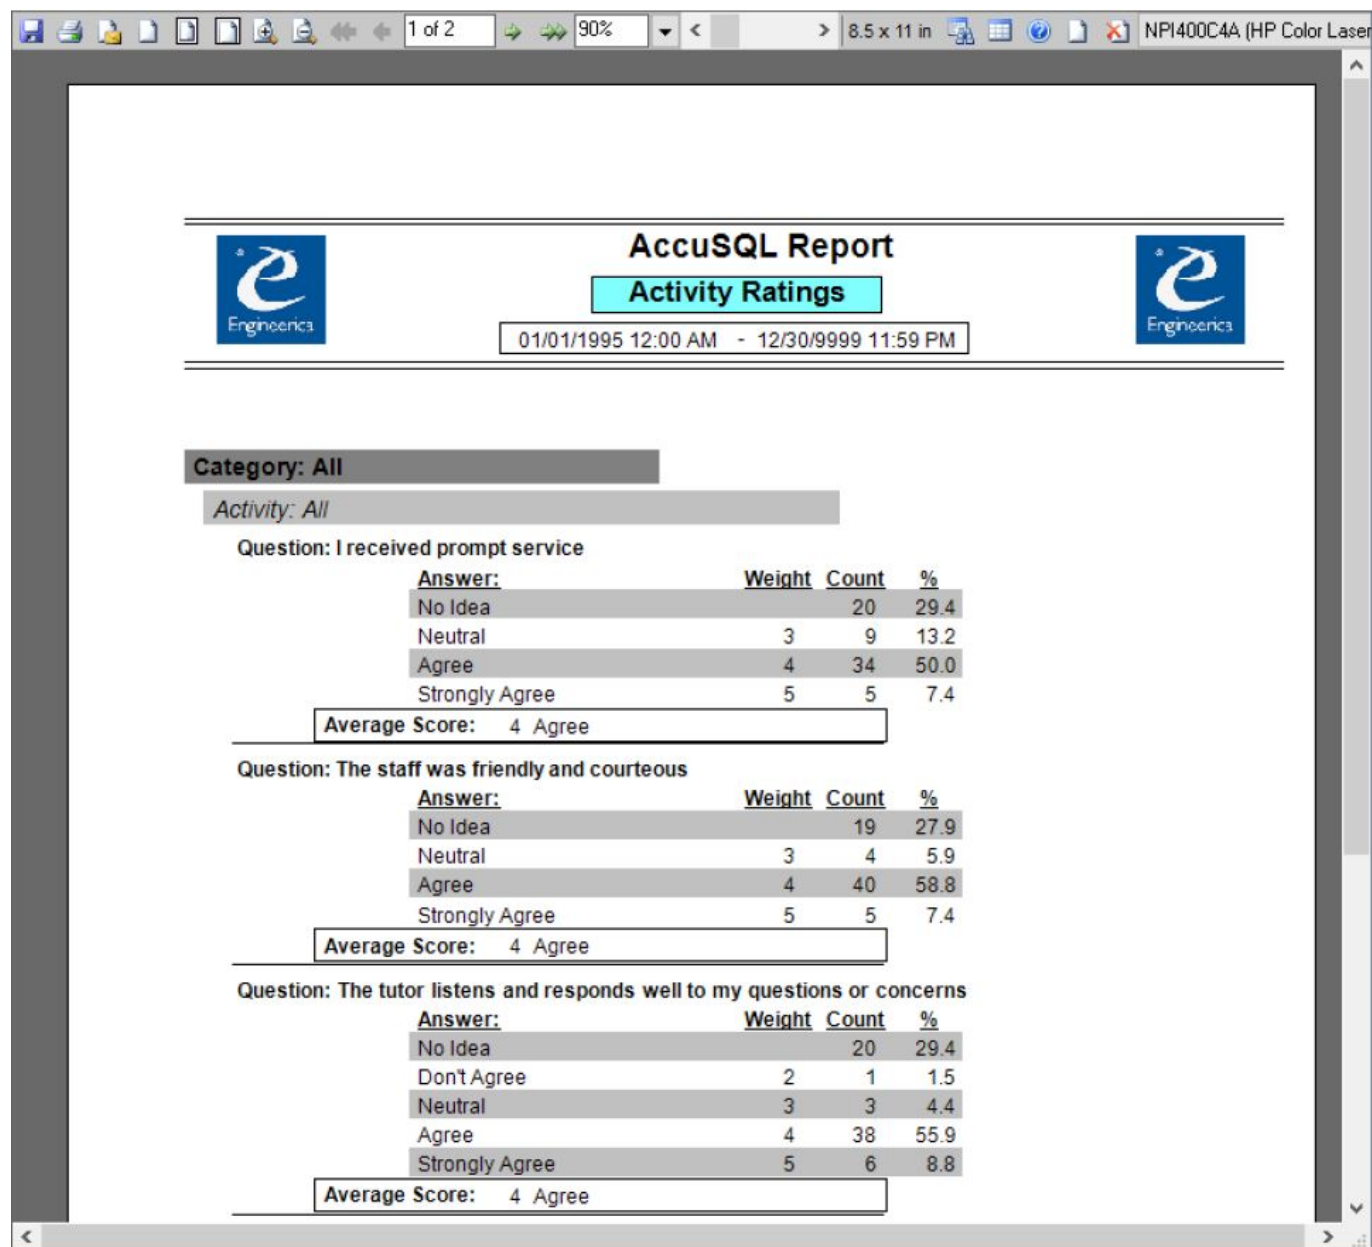 1 of 2 90% 8.5 x 11 in NPI400C4A (HP Color Laser
AccuSQL Report
Activity Ratings
01/01/1995 12:00 AM - 12/30/9999 11:59 PM
Engineerica
Engineerica
Category: All
Activity: All
Question: I received prompt service
Answer: Weight Count %
No Idea 20 29.4
Neutral 3 9 13.2
Agree 4 34 50.0
Strongly Agree 5 5 7.4
Average Score: 4 Agree
Question: The staff was friendly and courteous
Answer: Weight Count %
No Idea 19 27.9
Neutral 3 4 5.9
Agree 4 40 58.8
Strongly Agree 5 5 7.4
Average Score: 4 Agree
Question: The tutor listens and responds well to my questions or concerns
Answer: Weight Count %
No Idea 20 29.4
Don't Agree 2 1 1.5
Neutral 3 3 4.4
Agree 4 38 55.9
Strongly Agree 5 6 8.8
Average Score: 4 Agree